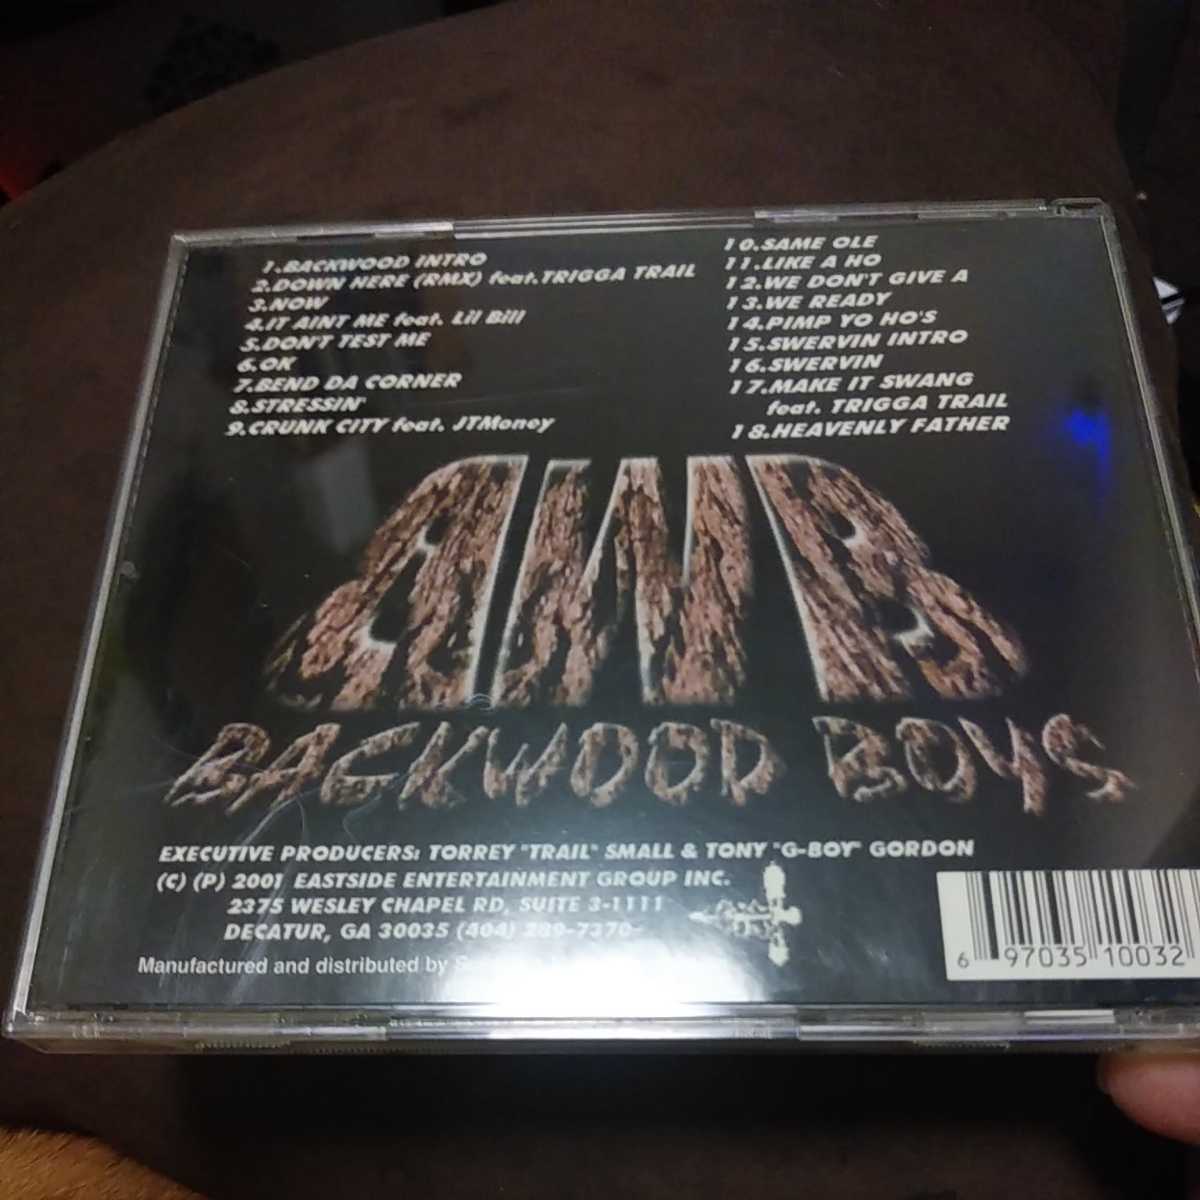 1.BACKWOOD INTRO
2.DOWN HERE (RMX) feat.TRIGGA TRAIL
3.NOW
4.IT AINT ME feat. Lil Bill
5.DON'T TEST ME
6.OK
7.BEND DA CORNER
8.STRESSIN'
9.CRUNK CITY feat. JTMoney
10.SAME OLE
11.LIKE A HO
12.WE DON'T GIVE A
13.WE READY
14.PIMP YO HO'S
15.SWERVIN INTRO
16.SWERVIN
17.MAKE IT SWANG
feat. TRIGGA TRAIL
18.HEAVENLY FATHER
BWB
BACKWOOD BOYS
EXECUTIVE PRODUCERS: TORREY "TRAIL" SMALL & TONY "G-BOY" GORDON
(C) (P) 2001 EASTSIDE ENTERTAINMENT GROUP INC.
2375 WESLEY CHAPEL RD, SUITE 3-1111
DECATUR, GA 30035 (404) 289-7370
Manufactured and distributed by
6 97035 10032